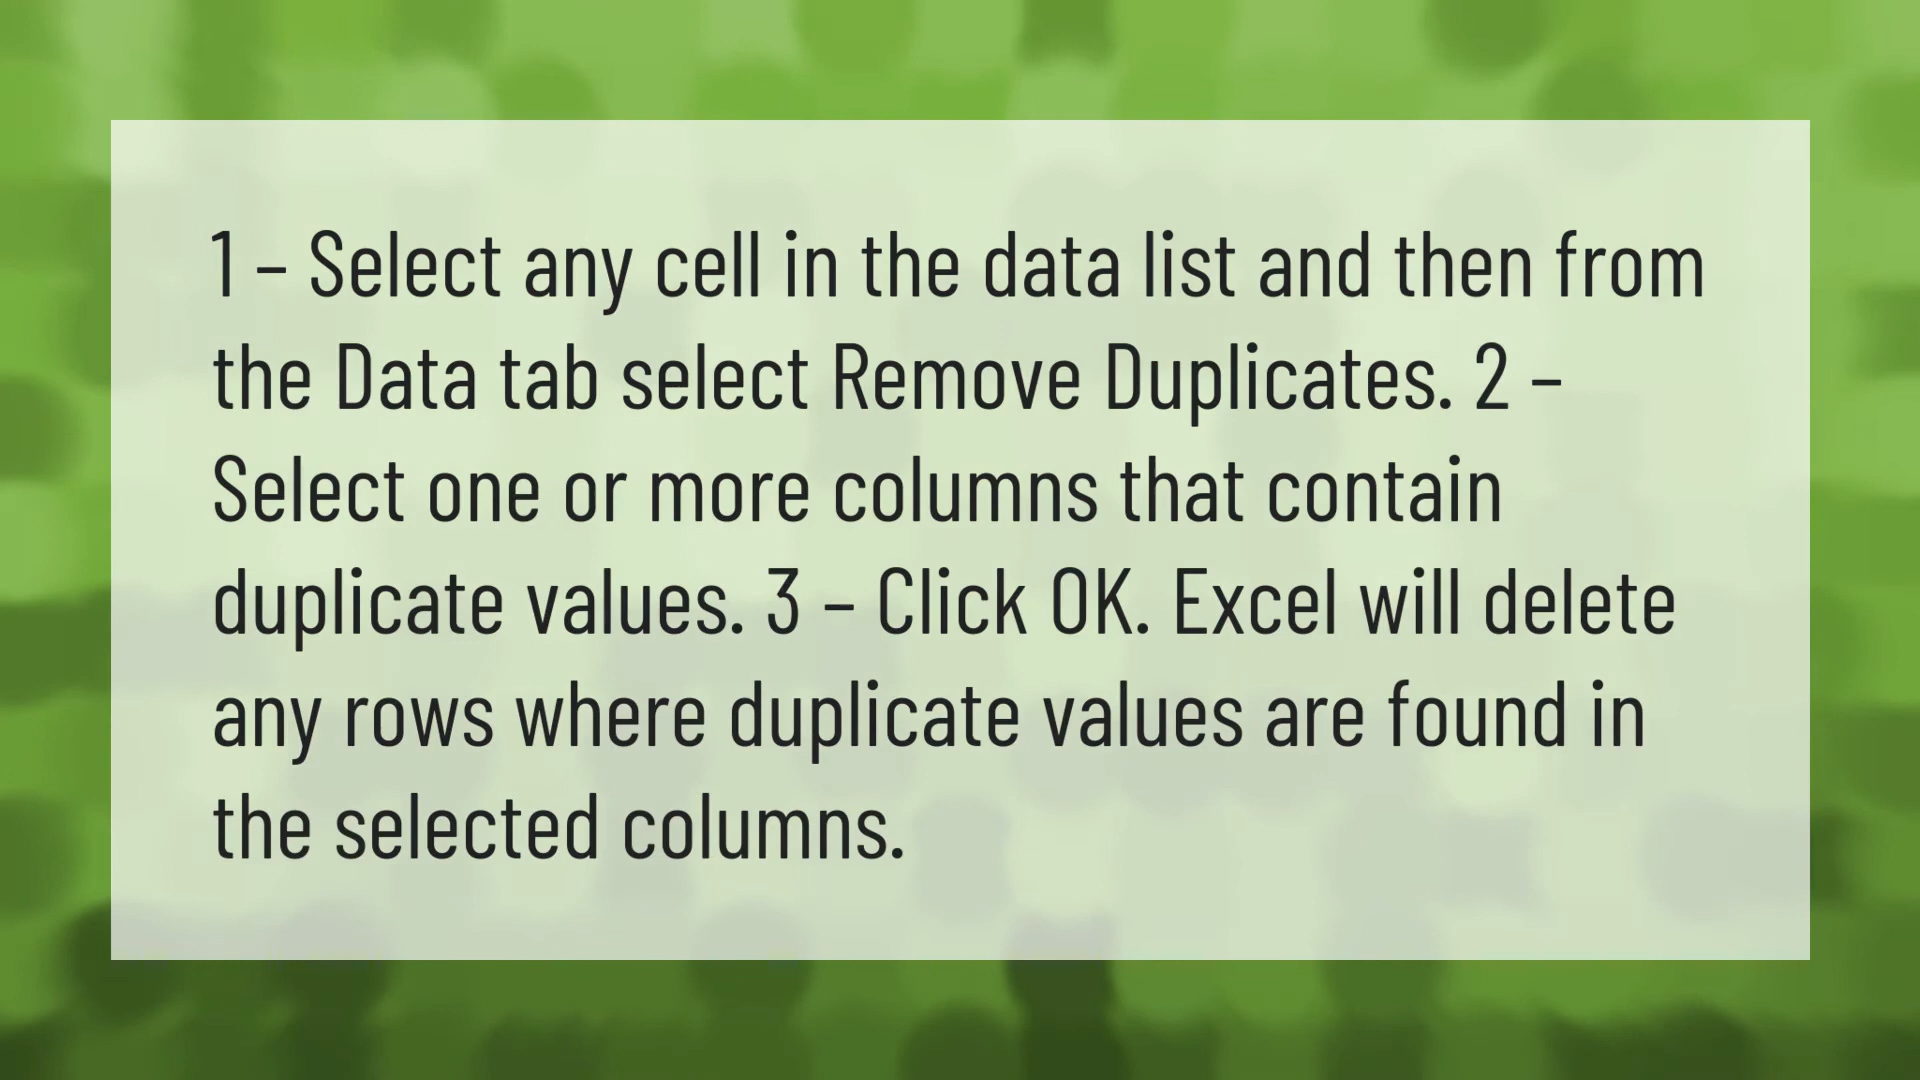 1 – Select any cell in the data list and then from
the Data tab select Remove Duplicates. 2 –
Select one or more columns that contain
duplicate values. 3 – Click OK. Excel will delete
any rows where duplicate values are found in
the selected columns.